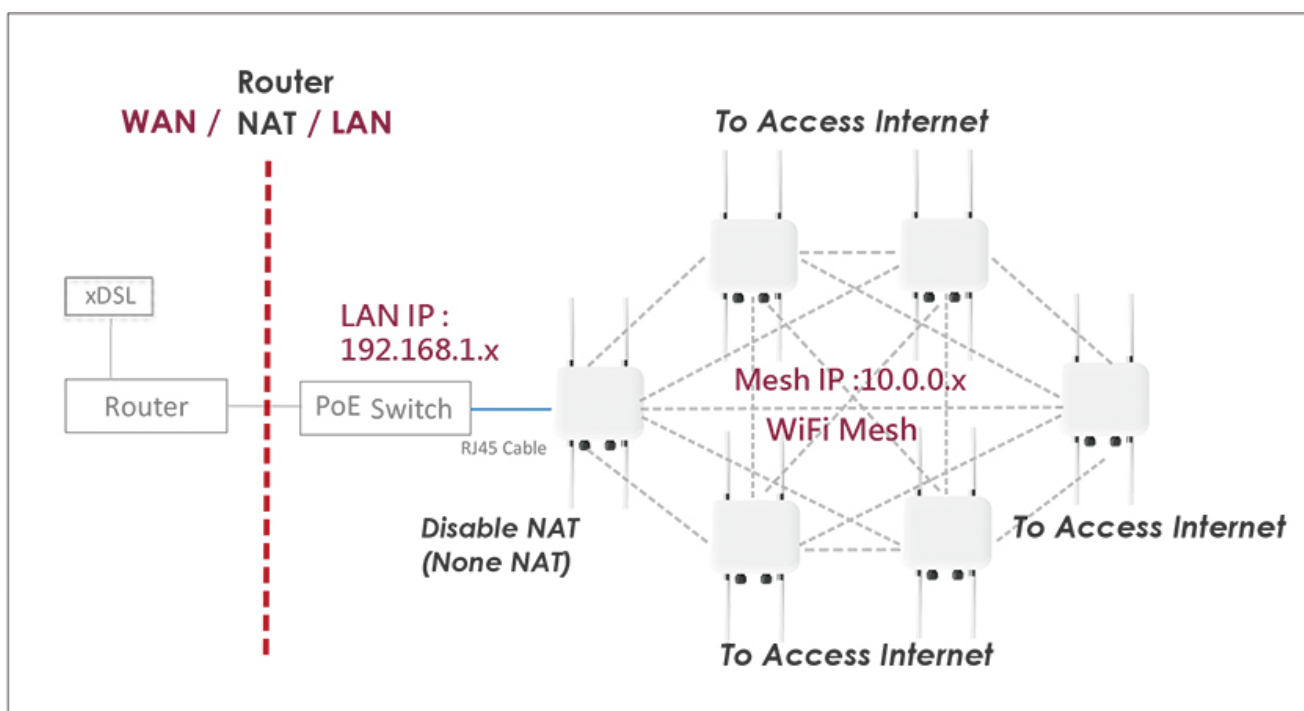 Router
WAN / NAT / LAN
To Access Internet
xDSL
LAN IP :
192.168.1.x
Router
PoE Switch
RJ45 Cable
Mesh IP :10.0.0.x
WiFi Mesh
Disable NAT
(None NAT)
To Access Internet
To Access Internet